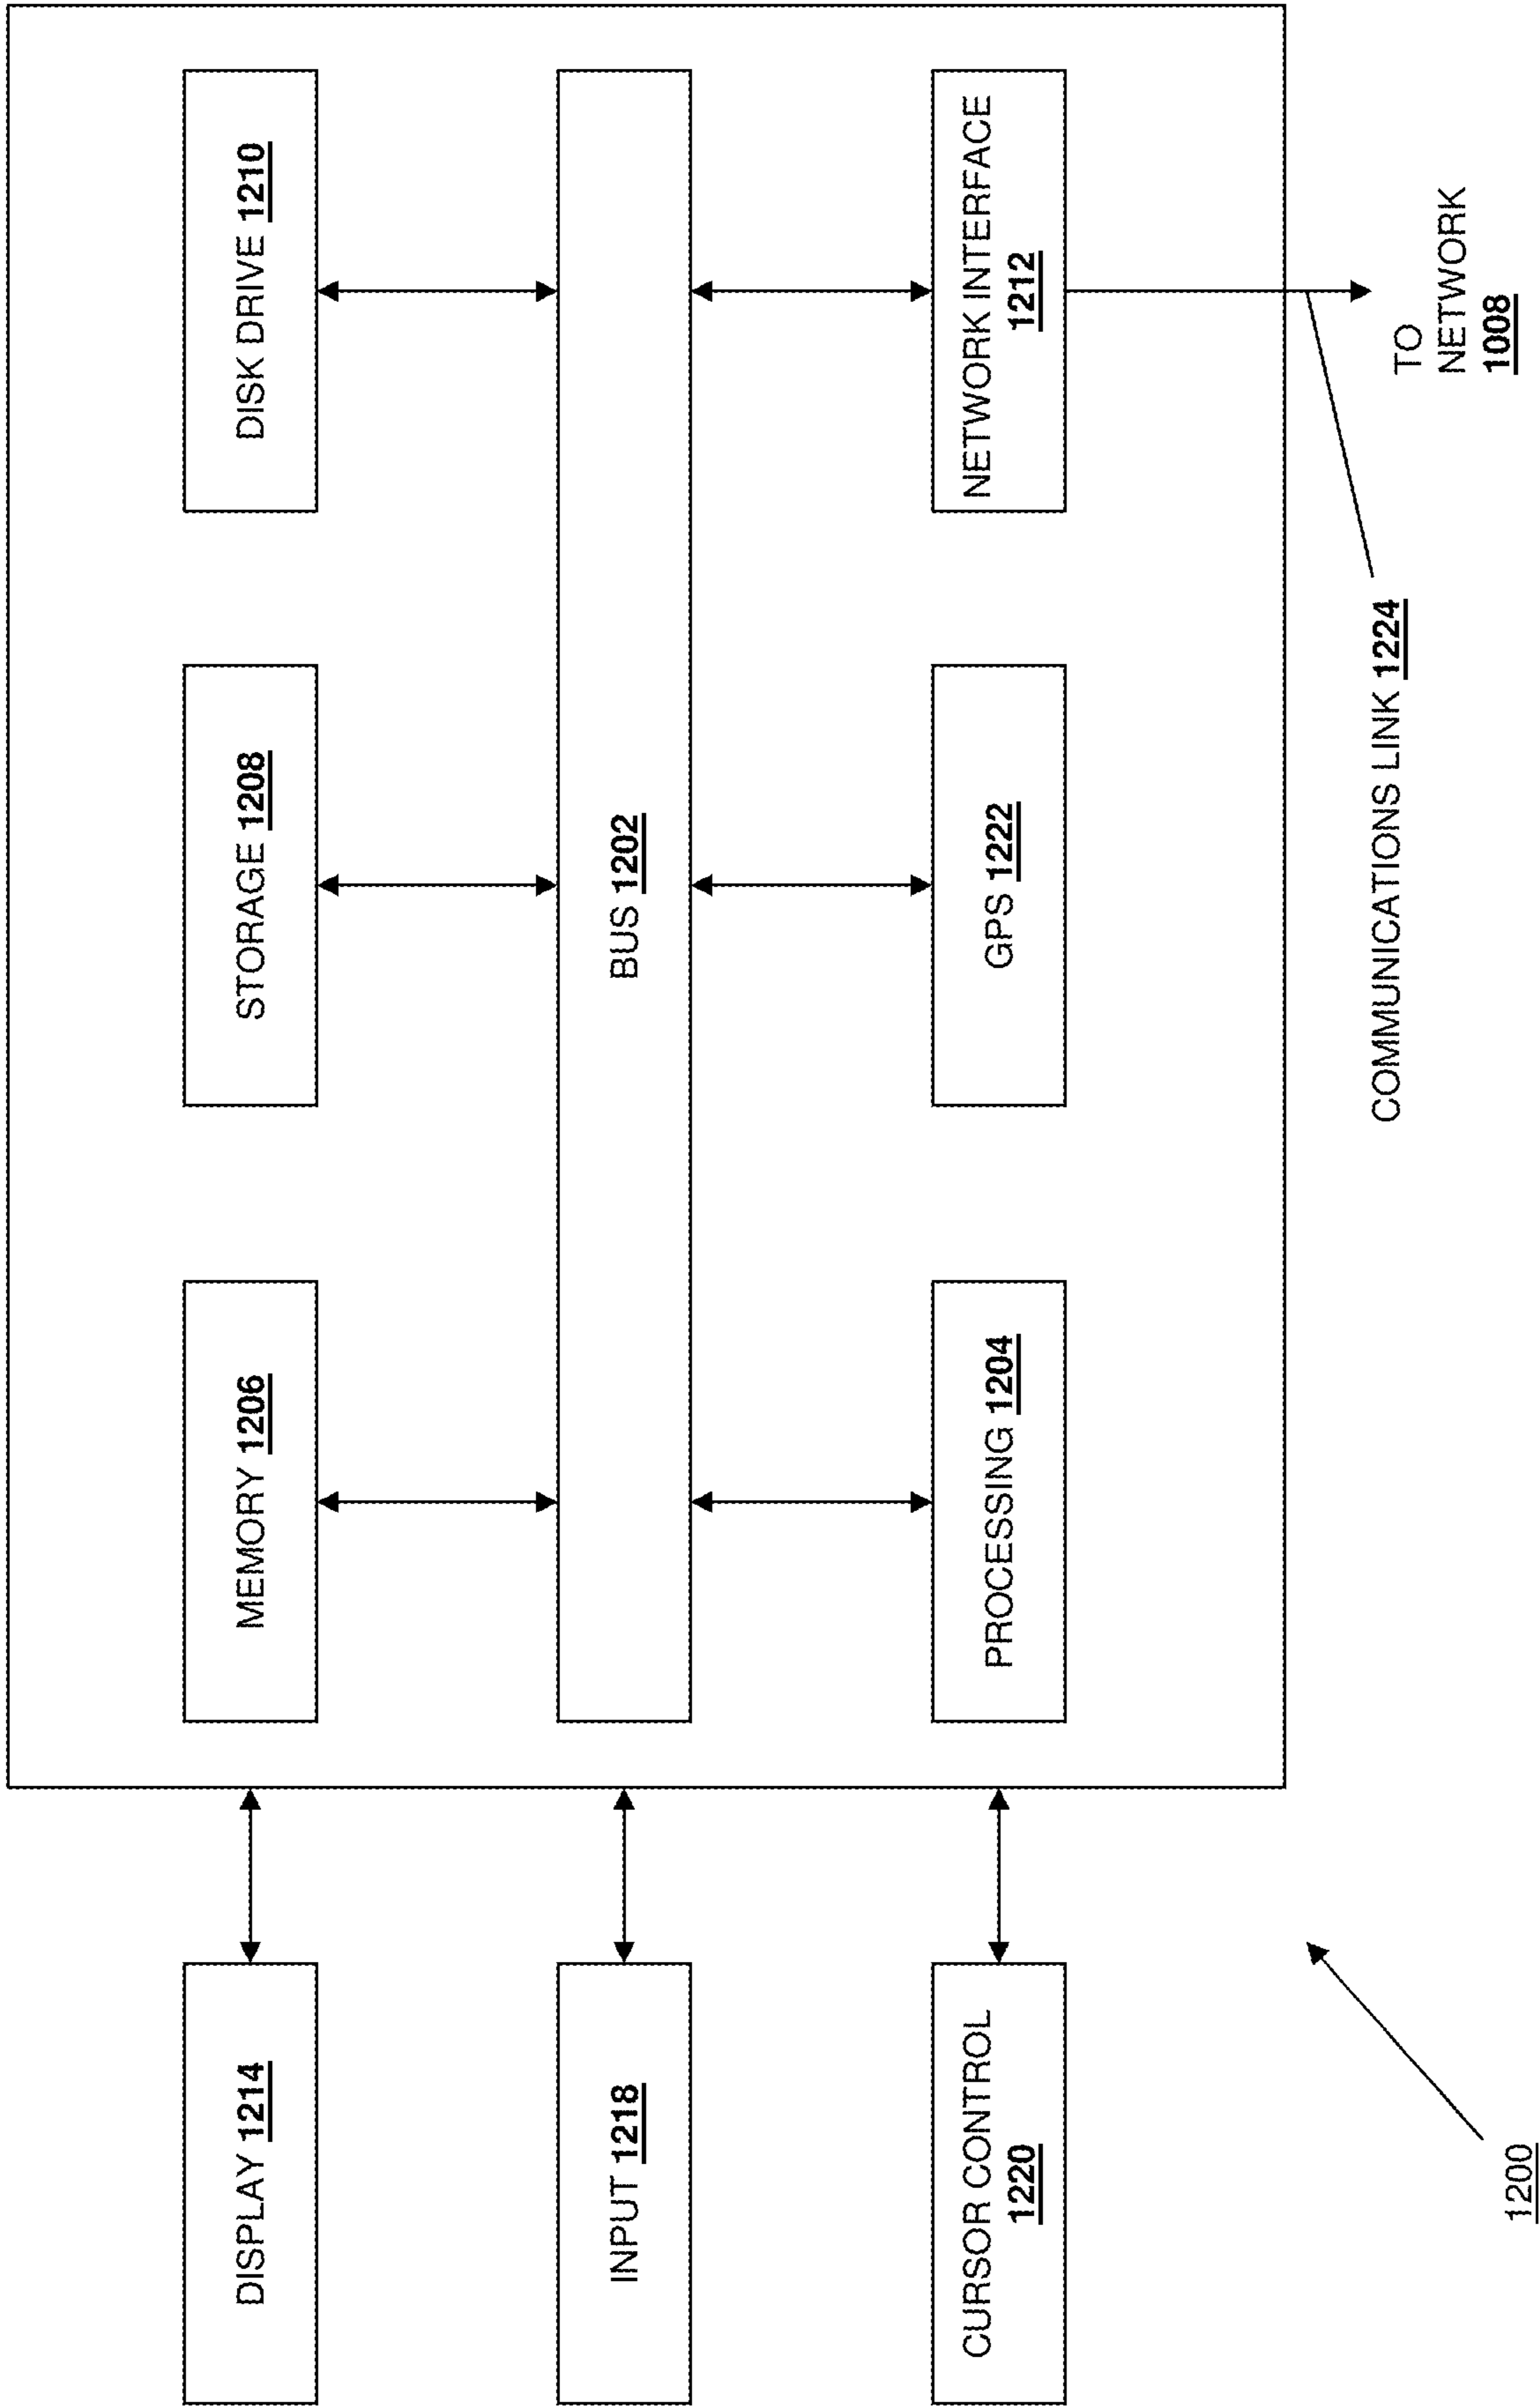 DISPLAY 1214
MEMORY 1206
STORAGE 1208
DISK DRIVE 1210
INPUT 1218
BUS 1202
CURSOR CONTROL
1220
PROCESSING 1204
GPS 1222
NETWORK INTERFACE
1212
COMMUNICATIONS LINK 1224
TO
NETWORK
1008
1200